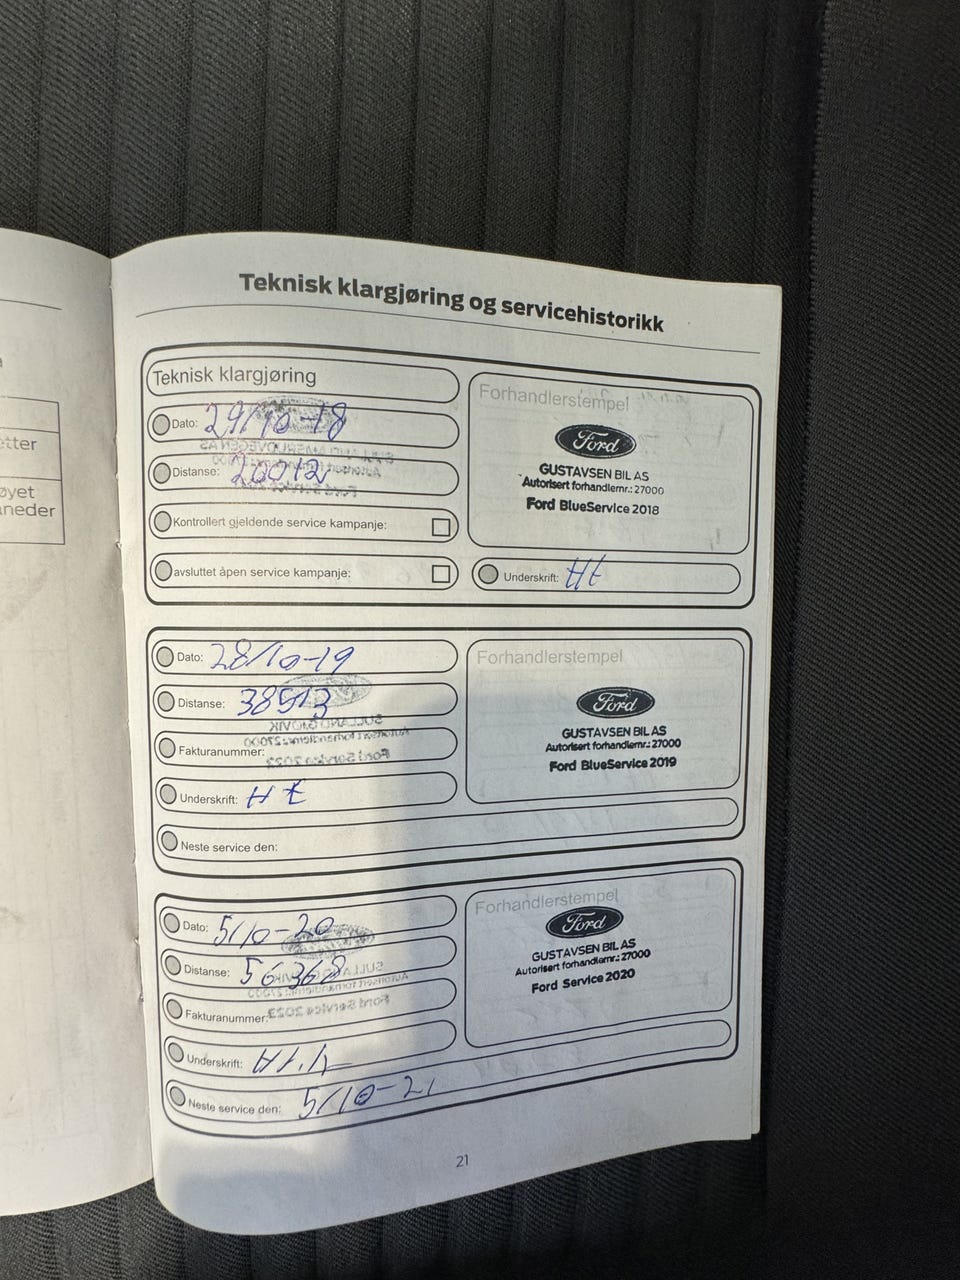 Teknisk klargjøring og servicehistorikk
Teknisk klargjøring
Dato: 29/10-18
Distanse: 20012
Kontrollert gjeldende service kampanje:
avsluttet åpen service kampanje:
Forhandlerstempel
Ford
GUSTAVSEN BIL AS
Autorisert forhandlernr.: 27000
Ford BlueService 2018
Underskrift:
Dato: 28/10-19
Distanse: 38513
Fakturanummer:
Underskrift:
Neste service den:
Forhandlerstempel
Ford
GUSTAVSEN BIL AS
Autorisert forhandlernr.: 27000
Ford BlueService 2019
Dato: 5/10-20
Distanse: 56368
Fakturanummer:
Underskrift:
Neste service den: 5/10-21
Forhandlerstempel
Ford
GUSTAVSEN BIL AS
Autorisert forhandlernr.: 27000
Ford Service 2020
21
etter
øyet
neder